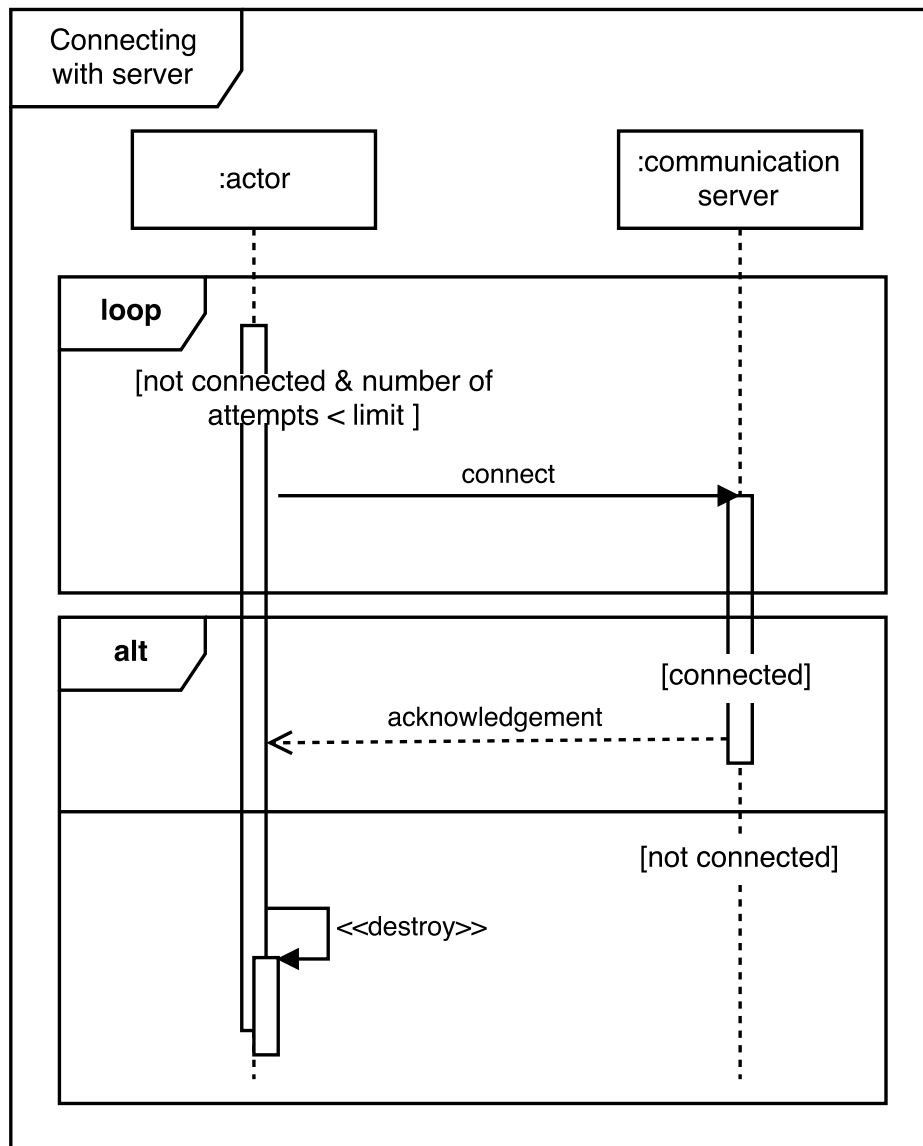 Connecting
with server
:actor
:communication
server
loop
[not connected & number of
attempts < limit ]
connect
alt
[connected]
acknowledgement
[not connected]
<<destroy>>